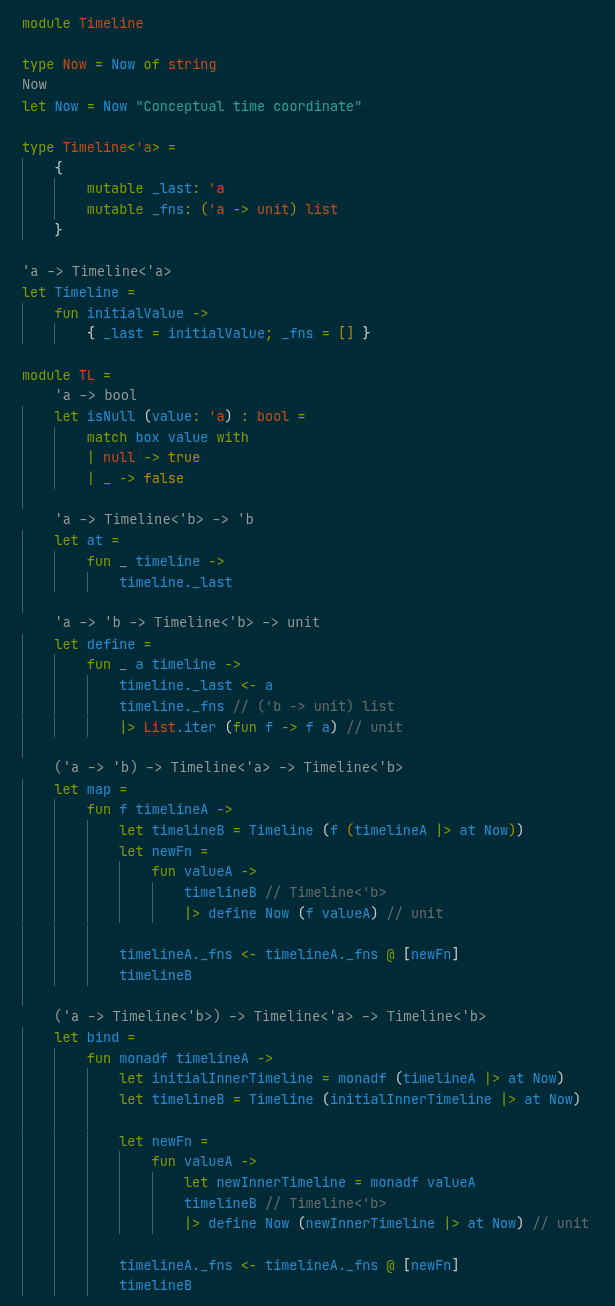 module Timeline

type Now = Now of string
Now
let Now = Now "Conceptual time coordinate"

type Timeline<'a> =
    {
        mutable _last: 'a
        mutable _fns: ('a -> unit) list
    }

'a -> Timeline<'a>
let Timeline =
    fun initialValue ->
        { _last = initialValue; _fns = [] }

module TL =
    'a -> bool
    let isNull (value: 'a) : bool =
        match box value with
        | null -> true
        | _ -> false

    'a -> Timeline<'b> -> 'b
    let at =
        fun _ timeline ->
            timeline._last

    'a -> 'b -> Timeline<'b> -> unit
    let define =
        fun _ a timeline ->
            timeline._last <- a
            timeline._fns // ('b -> unit) list
            |> List.iter (fun f -> f a) // unit

    ('a -> 'b) -> Timeline<'a> -> Timeline<'b>
    let map =
        fun f timelineA ->
            let timelineB = Timeline (f (timelineA |> at Now))
            let newFn =
                fun valueA ->
                    timelineB // Timeline<'b>
                    |> define Now (f valueA) // unit

            timelineA._fns <- timelineA._fns @ [newFn]
            timelineB

    ('a -> Timeline<'b>) -> Timeline<'a> -> Timeline<'b>
    let bind =
        fun monadf timelineA ->
            let initialInnerTimeline = monadf (timelineA |> at Now)
            let timelineB = Timeline (initialInnerTimeline |> at Now)

            let newFn =
                fun valueA ->
                    let newInnerTimeline = monadf valueA
                    timelineB // Timeline<'b>
                    |> define Now (newInnerTimeline |> at Now) // unit

            timelineA._fns <- timelineA._fns @ [newFn]
            timelineB